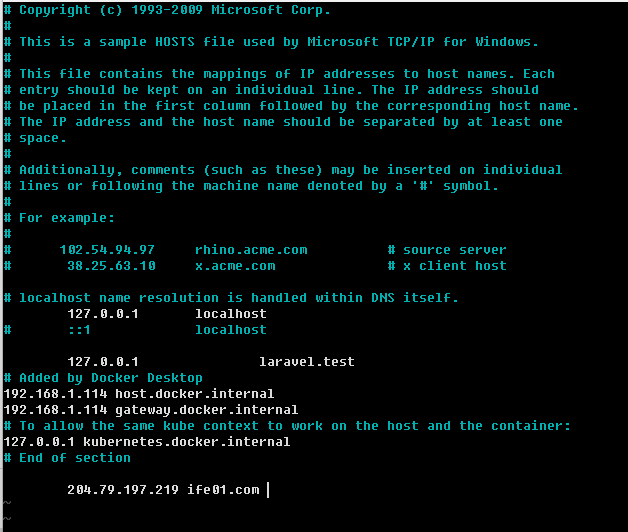 # Copyright (c) 1993-2009 Microsoft Corp.
#
# This is a sample HOSTS file used by Microsoft TCP/IP for Windows.
#
# This file contains the mappings of IP addresses to host names. Each
# entry should be kept on an individual line. The IP address should
# be placed in the first column followed by the corresponding host name.
# The IP address and the host name should be separated by at least one
# space.
#
# Additionally, comments (such as these) may be inserted on individual
# lines or following the machine name denoted by a '#' symbol.
#
# For example:
#
#      102.54.94.97     rhino.acme.com          # source server
#       38.25.63.10     x.acme.com              # x client host

# localhost name resolution is handled within DNS itself.
        127.0.0.1       localhost
#       ::1             localhost

        127.0.0.1               laravel.test
# Added by Docker Desktop
192.168.1.114 host.docker.internal
192.168.1.114 gateway.docker.internal
# To allow the same kube context to work on the host and the container:
127.0.0.1 kubernetes.docker.internal
# End of section

        204.79.197.219 ife01.com
~
~